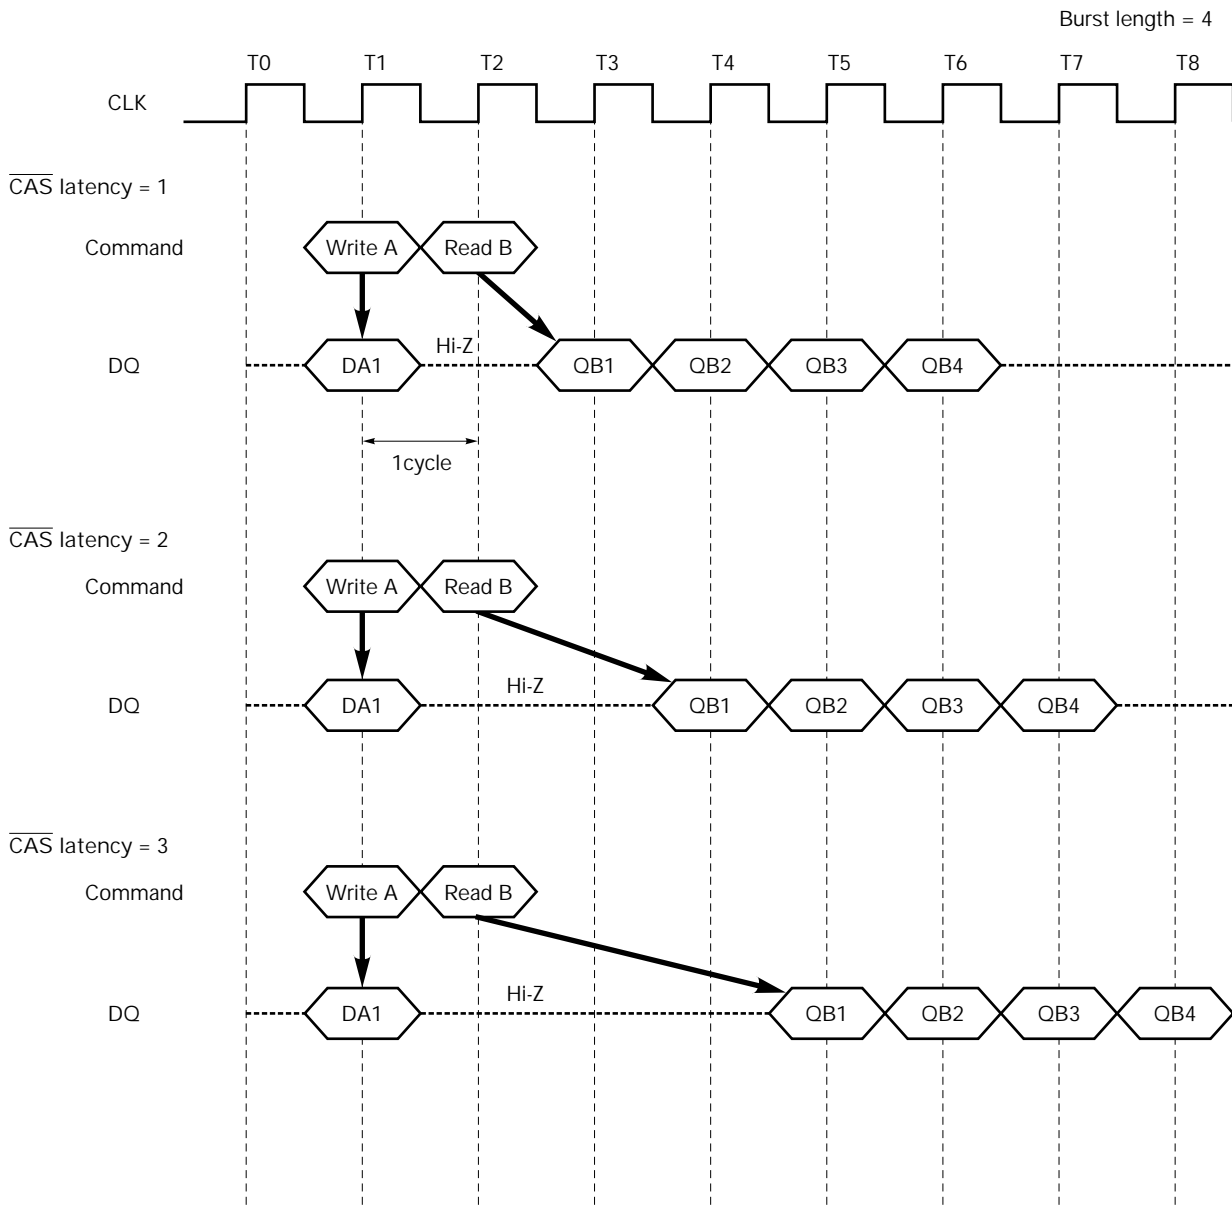 Burst length = 4
T0 T1 T2 T3 T4 T5 T6 T7 T8
CLK
CAS latency = 1
Command Write A Read B
Hi-Z
DQ DA1 QB1 QB2 QB3 QB4
1cycle
CAS latency = 2
Command Write A Read B
Hi-Z
DQ DA1 QB1 QB2 QB3 QB4
CAS latency = 3
Command Write A Read B
Hi-Z
DQ DA1 QB1 QB2 QB3 QB4